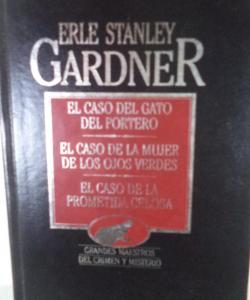 ERLE STANLEY
GARDNER
EL CASO DEL GATO
DEL PORTERO
EL CASO DE LA MUJER
DE LOS OJOS VERDES
EL CASO DE LA
PROMETIDA CELOSA
GRANDES MAESTROS
DEL CRIMEN Y MISTERIO